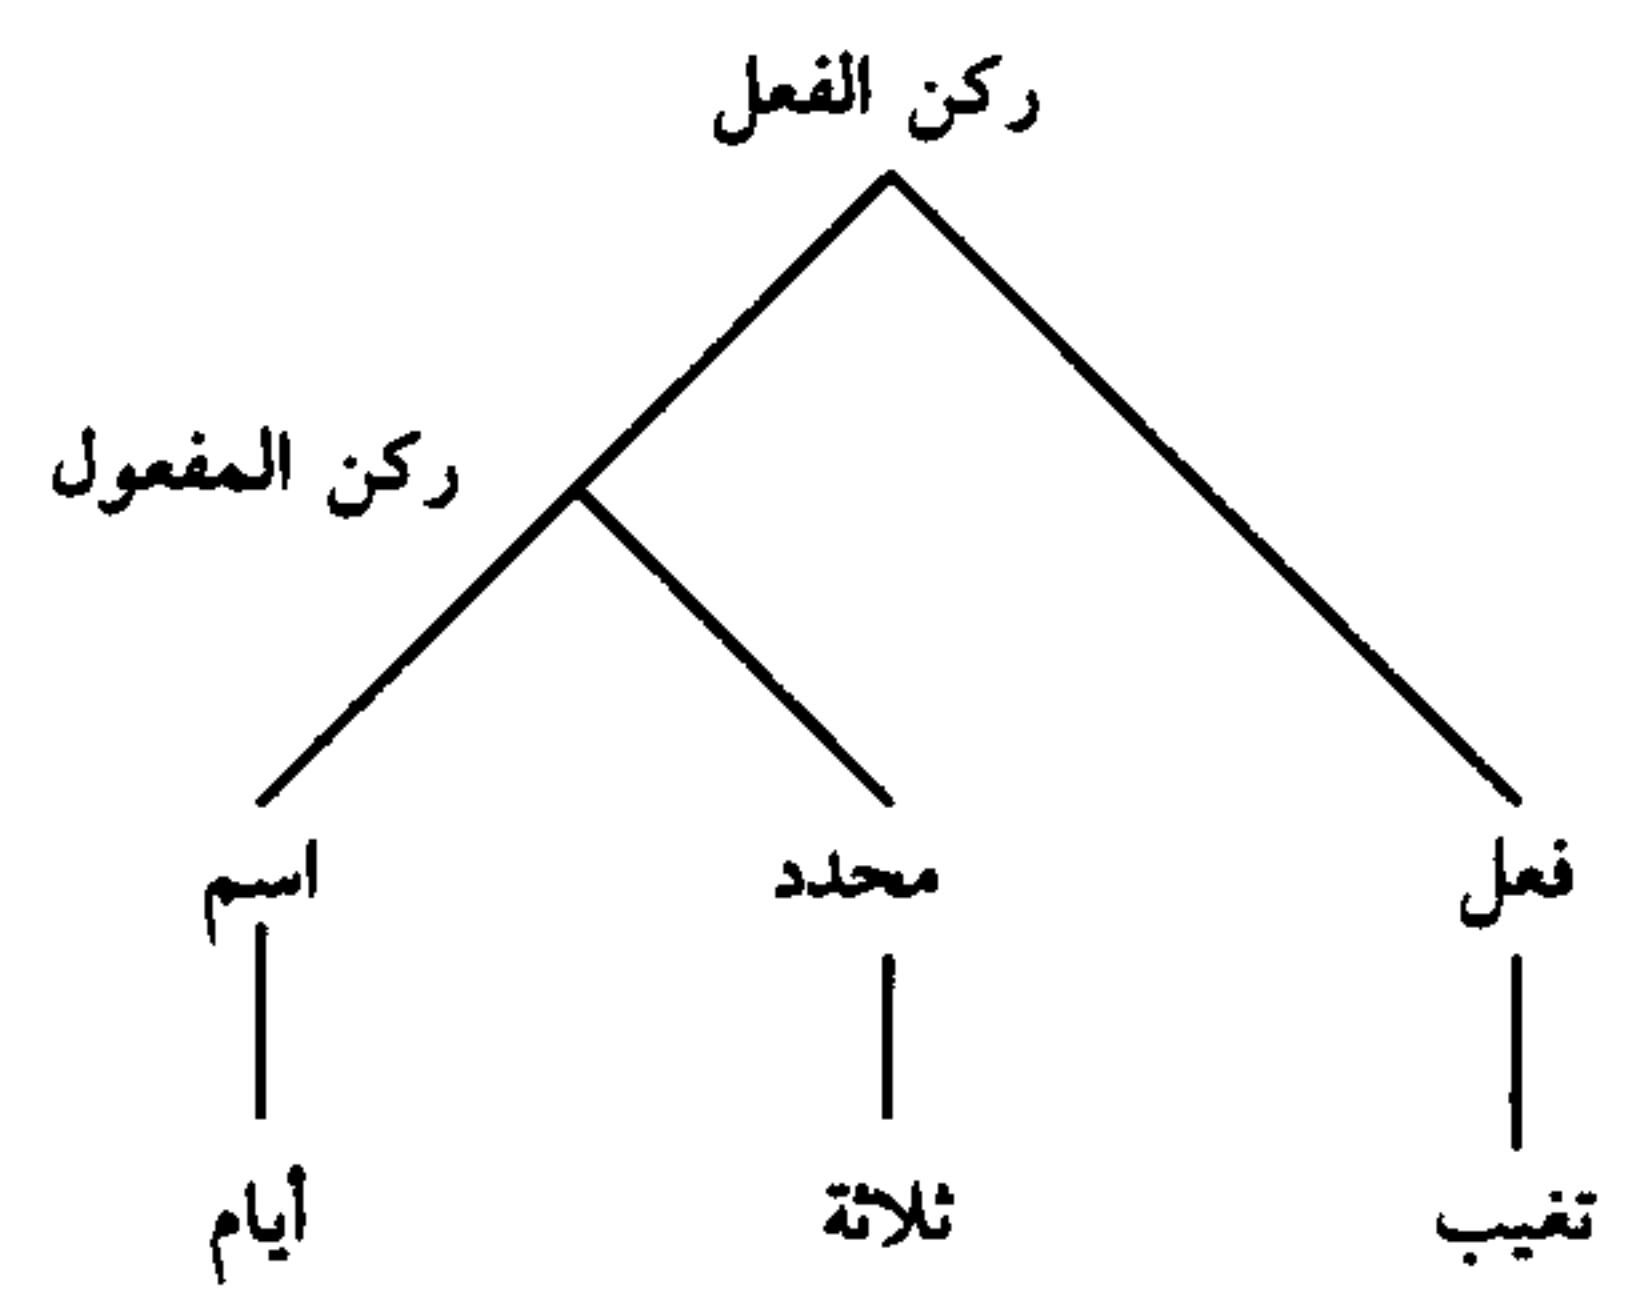 ركن الفعل
ركن المفعول
فعل
محدد
اسم
تغيب
ثلاثة
أيام